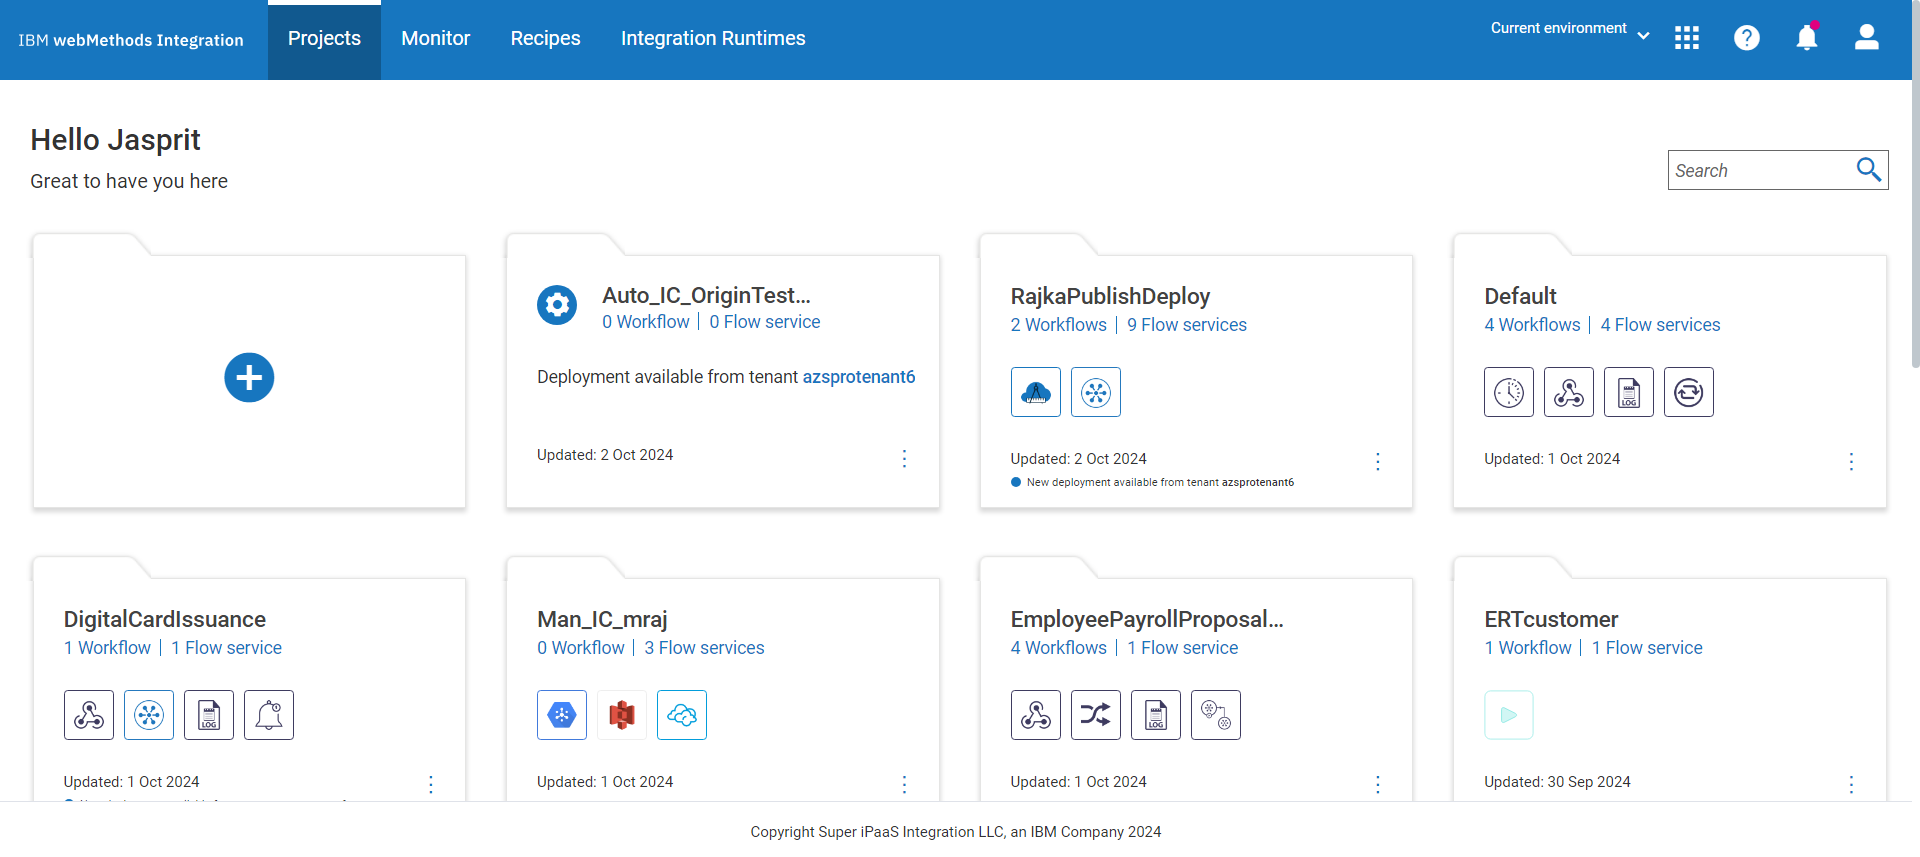 IBM webMethods Integration
Projects
Monitor
Recipes
Integration Runtimes
Current environment
Hello Jasprit
Great to have you here
Search
Auto_IC_OriginTest...
0 Workflow | 0 Flow service
Deployment available from tenant azsprotenant6
Updated: 2 Oct 2024
RajkaPublishDeploy
2 Workflows | 9 Flow services
Updated: 2 Oct 2024
New deployment available from tenant azsprotenant6
Default
4 Workflows | 4 Flow services
LOG
Updated: 1 Oct 2024
DigitalCardIssuance
1 Workflow | 1 Flow service
LOG
Updated: 1 Oct 2024
Man_IC_mraj
0 Workflow | 3 Flow services
Updated: 1 Oct 2024
EmployeePayrollProposal...
4 Workflows | 1 Flow service
LOG
Updated: 1 Oct 2024
ERTcustomer
1 Workflow | 1 Flow service
Updated: 30 Sep 2024
Copyright Super iPaaS Integration LLC, an IBM Company 2024